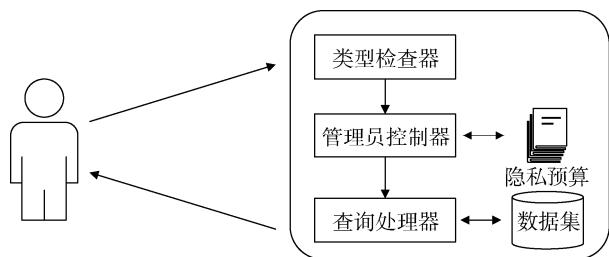 类型检查器
管理员控制器
隐私预算
查询处理器
数据集